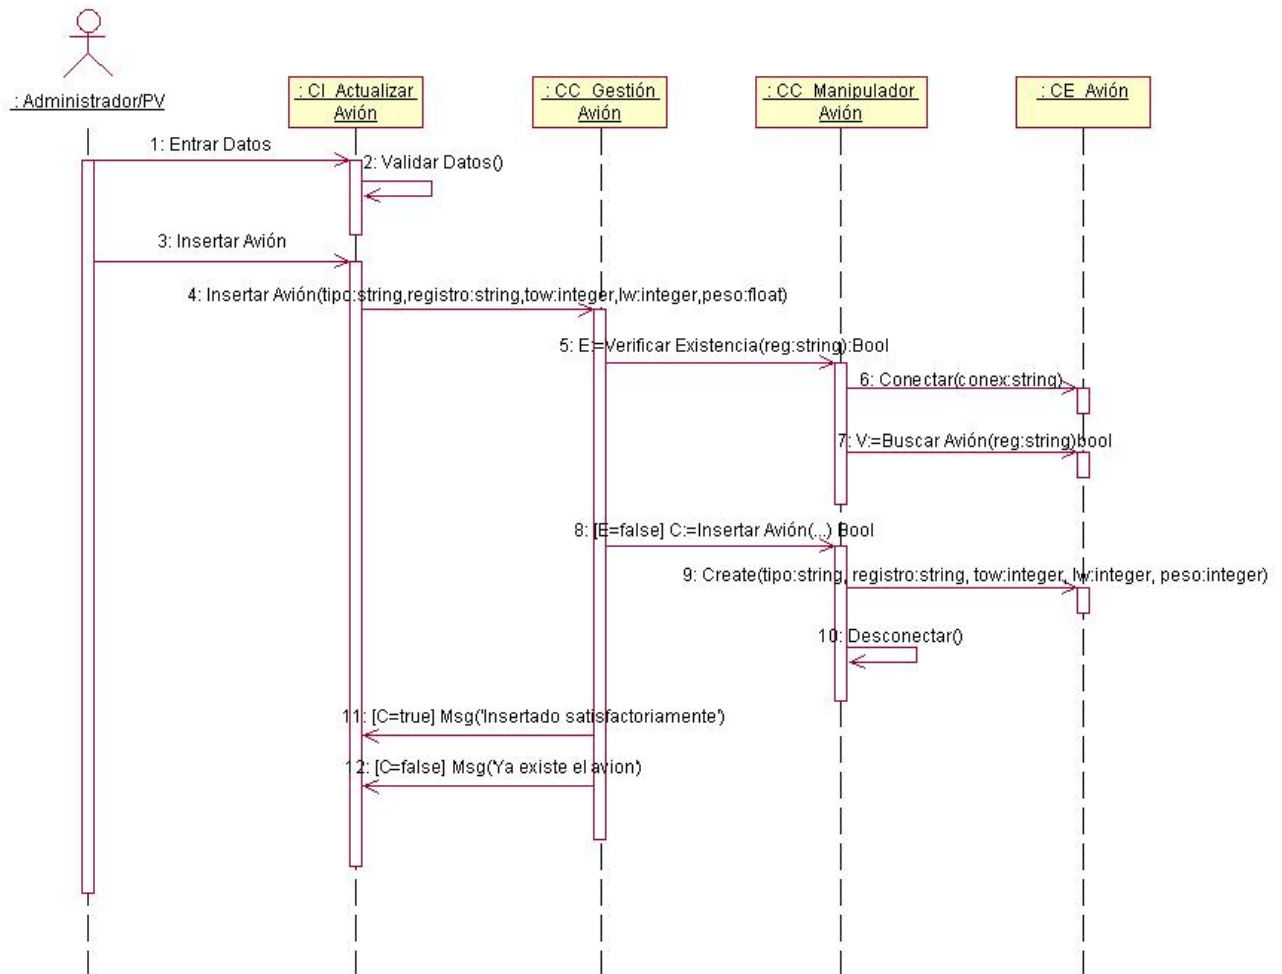 : Administrador/PV
: CI_Actualizar
Avión
: CC_Gestión
Avión
: CC_Manipulador
Avión
: CE_Avión
1: Entrar Datos
2: Validar Datos()
3: Insertar Avión
4: Insertar Avión(tipo:string,registro:string,tow:integer,lw:integer,peso:float)
5: E:=Verificar Existencia(reg:string):Bool
6: Conectar(conex:string)
7: V:=Buscar Avión(reg:string)bool
8: [E=false] C:=Insertar Avión(...) Bool
9: Create(tipo:string, registro:string, tow:integer, lw:integer, peso:integer)
10: Desconectar()
11: [C=true] Msg('Insertado satisfactoriamente')
12: [C=false] Msg('Ya existe el avion')